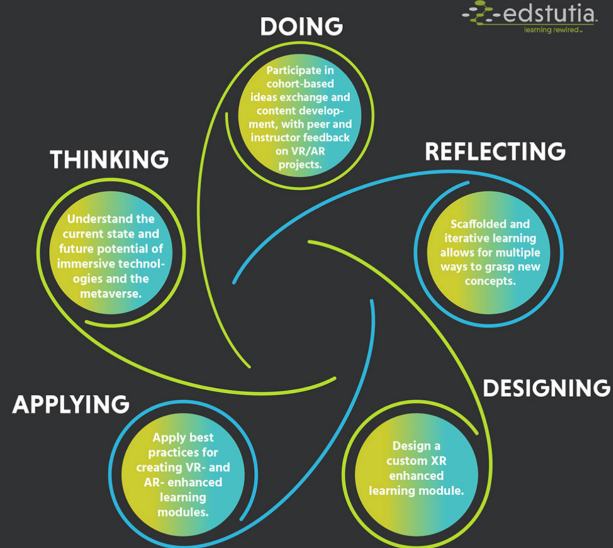 edstutia
learning rewired™
DOING
Participate in
cohort-based
ideas exchange and
content develop-
ment, with peer and
instructor feedback
on VR/AR
projects.
REFLECTING
Scaffolded and
iterative learning
allows for multiple
ways to grasp new
concepts.
THINKING
Understand the
current state and
future potential of
immersive technol-
ogies and the
metaverse.
DESIGNING
Design a
custom XR
enhanced
learning module.
APPLYING
Apply best
practices for
creating VR- and
AR- enhanced
learning
modules.